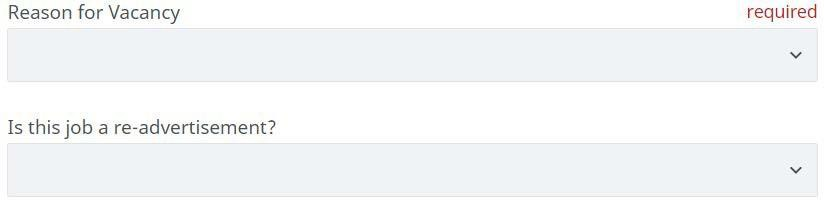 Reason for Vacancy required
Is this job a re-advertisement?